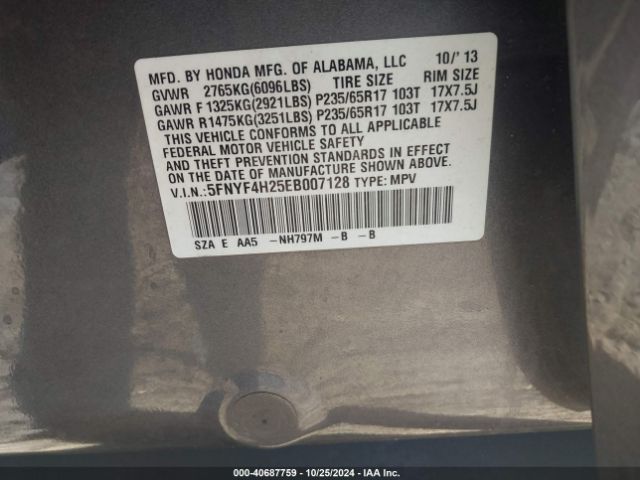 MFD. BY HONDA MFG. OF ALABAMA, LLC 10/'13
GVWR 2765KG(6096LBS) TIRE SIZE RIM SIZE
GAWR F 1325KG(2921LBS) P235/65R17 103T 17X7.5J
GAWR R 1475KG(3251LBS) P235/65R17 103T 17X7.5J
THIS VEHICLE CONFORMS TO ALL APPLICABLE
FEDERAL MOTOR VEHICLE SAFETY
AND THEFT PREVENTION STANDARDS IN EFFECT
ON THE DATE OF MANUFACTURE SHOWN ABOVE.
V.I.N.: 5FNYF4H25EB007128 TYPE: MPV
SZA E AA5 -NH797M -B -B
000-40687759 - 10/25/2024 - IAA Inc.